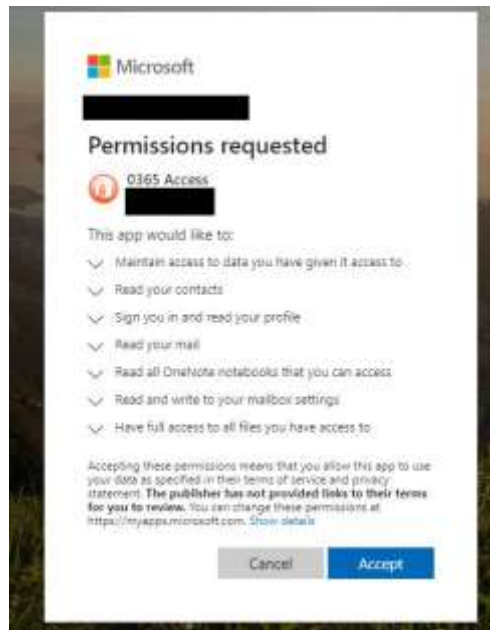 Microsoft
Permissions requested
0365 Access
This app would like to:
Maintain access to data you have given it access to
Read your contacts
Sign you in and read your profile
Read your mail
Read all OneNote notebooks that you can access
Read and write to your mailbox settings
Have full access to all files you have access to
Accepting these permissions means that you allow this app to use
your data as specified in their terms of service and privacy
statement. The publisher has not provided links to their terms
for you to review. You can change these permissions at
https://myapps.microsoft.com. Show details
Cancel Accept